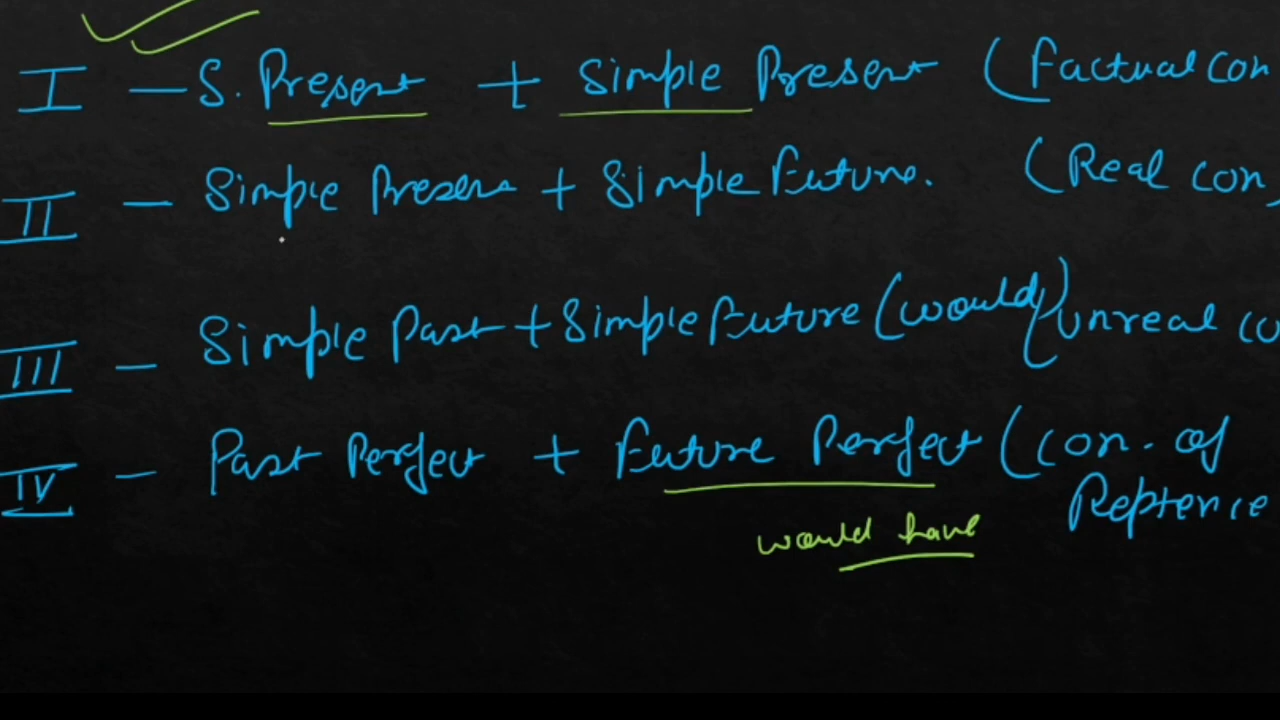 I - S. Present + Simple Present (Factual Con
II - Simple Present + Simple Future. (Real con,
III - Simple Past + Simple Future (would) (unreal co
IV - Past Perfect + Future Perfect (con. of
would have